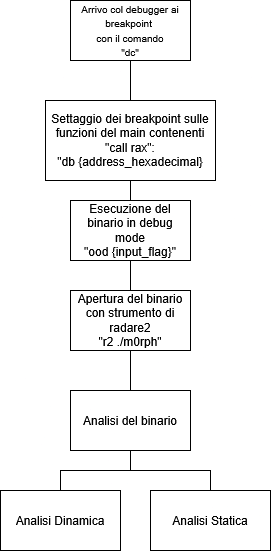 Arrivo col debugger ai
breakpoint
con il comando
"dc"
Settaggio dei breakpoint sulle
funzioni del main contenenti
"call rax":
"db {address_hexadecimal}
Esecuzione del
binario in debug
mode
"ood {input_flag}"
Apertura del binario
con strumento di
radare2
"r2 ./m0rph"
Analisi del binario
Analisi Dinamica
Analisi Statica